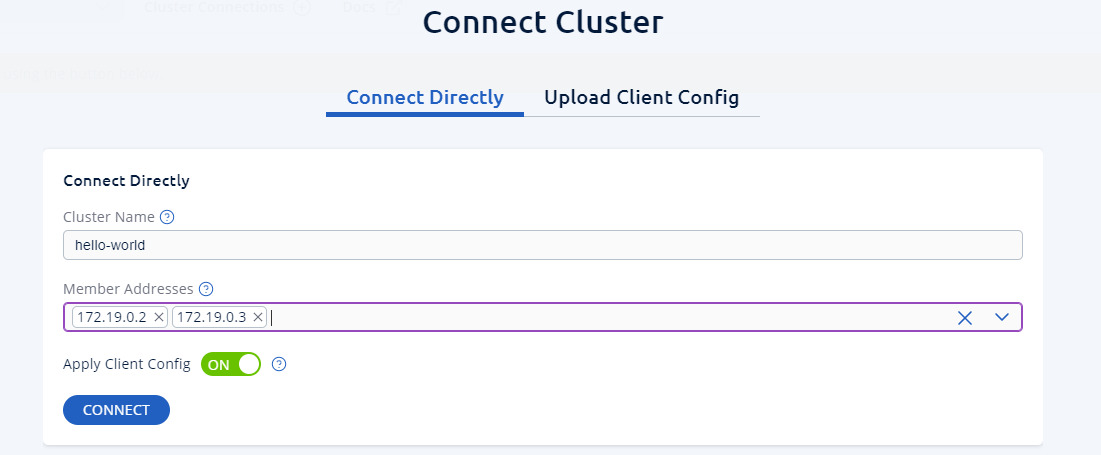 Cluster Connections Docs
Connect Cluster
Connect Directly Upload Client Config
Connect Directly
Cluster Name ?
hello-world
Member Addresses ?
172.19.0.2 × 172.19.0.3 ×
Apply Client Config ON ?
CONNECT